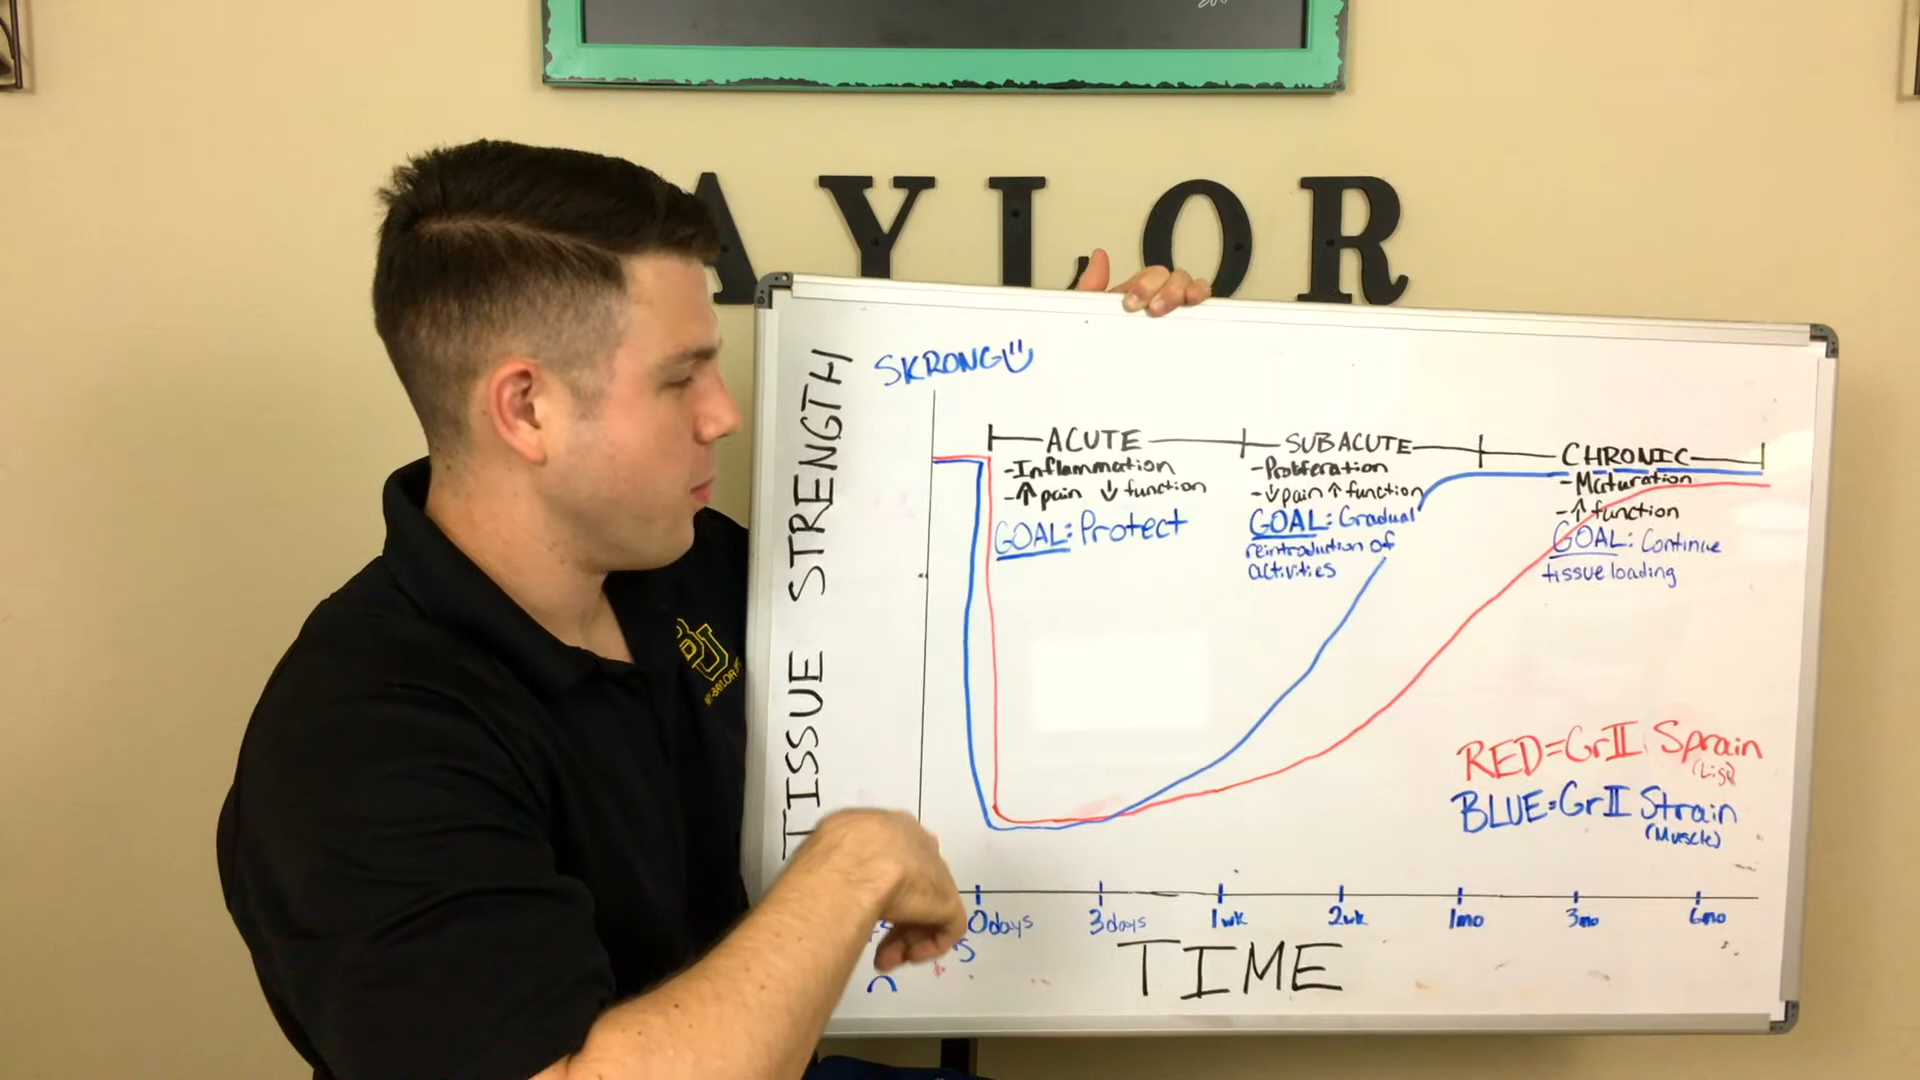 AYLOR
SKRONG
TISSUE STRENGTH
ACUTE
-Inflammation
-↑pain ↓ function
GOAL: Protect
SUBACUTE
-Proliferation
-↓pain ↑function
GOAL: Gradual
reintroduction of
activities
CHRONIC
-Maturation
-↑function
GOAL: Continue
tissue loading
RED=GrII Sprain
(Lig)
BLUE=GrII Strain
(Muscle)
0days 3days 1wk 2wk 1mo 3mo 6mo
TIME
BU